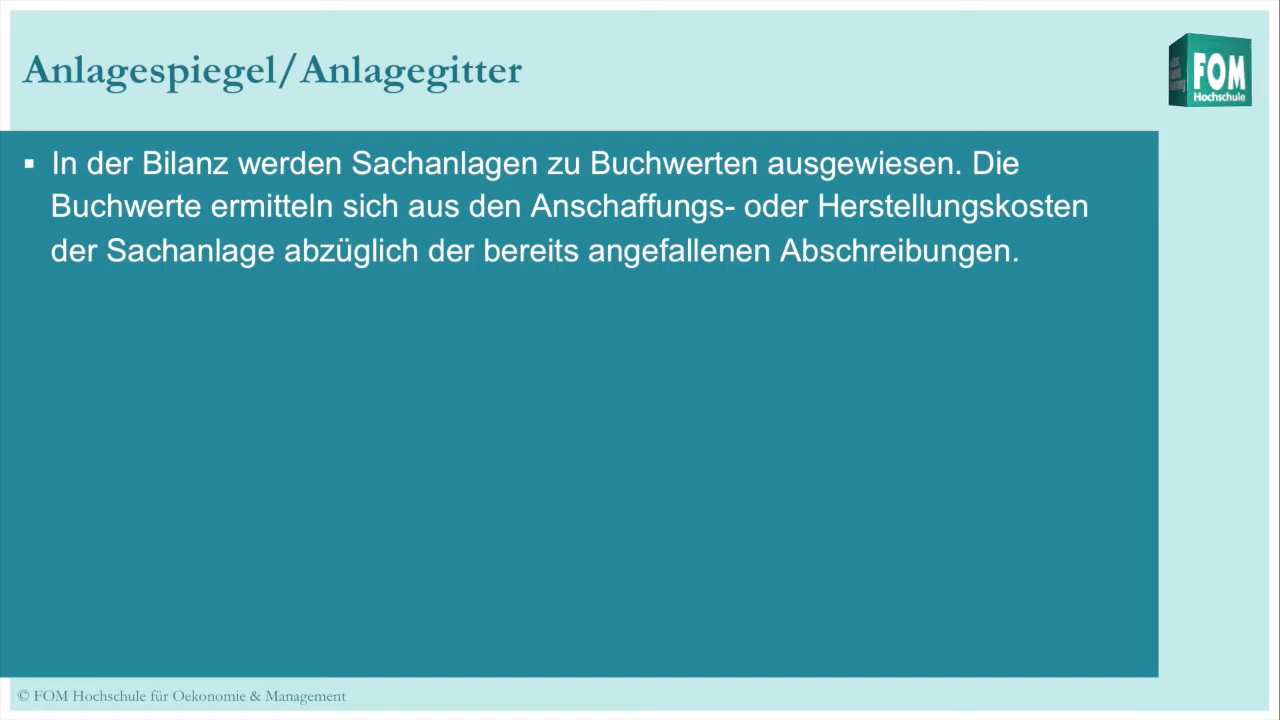 Anlagespiegel/Anlagegitter
FOM
Hochschule
▪ In der Bilanz werden Sachanlagen zu Buchwerten ausgewiesen. Die
Buchwerte ermitteln sich aus den Anschaffungs- oder Herstellungskosten
der Sachanlage abzüglich der bereits angefallenen Abschreibungen.
© FOM Hochschule für Oekonomie & Management